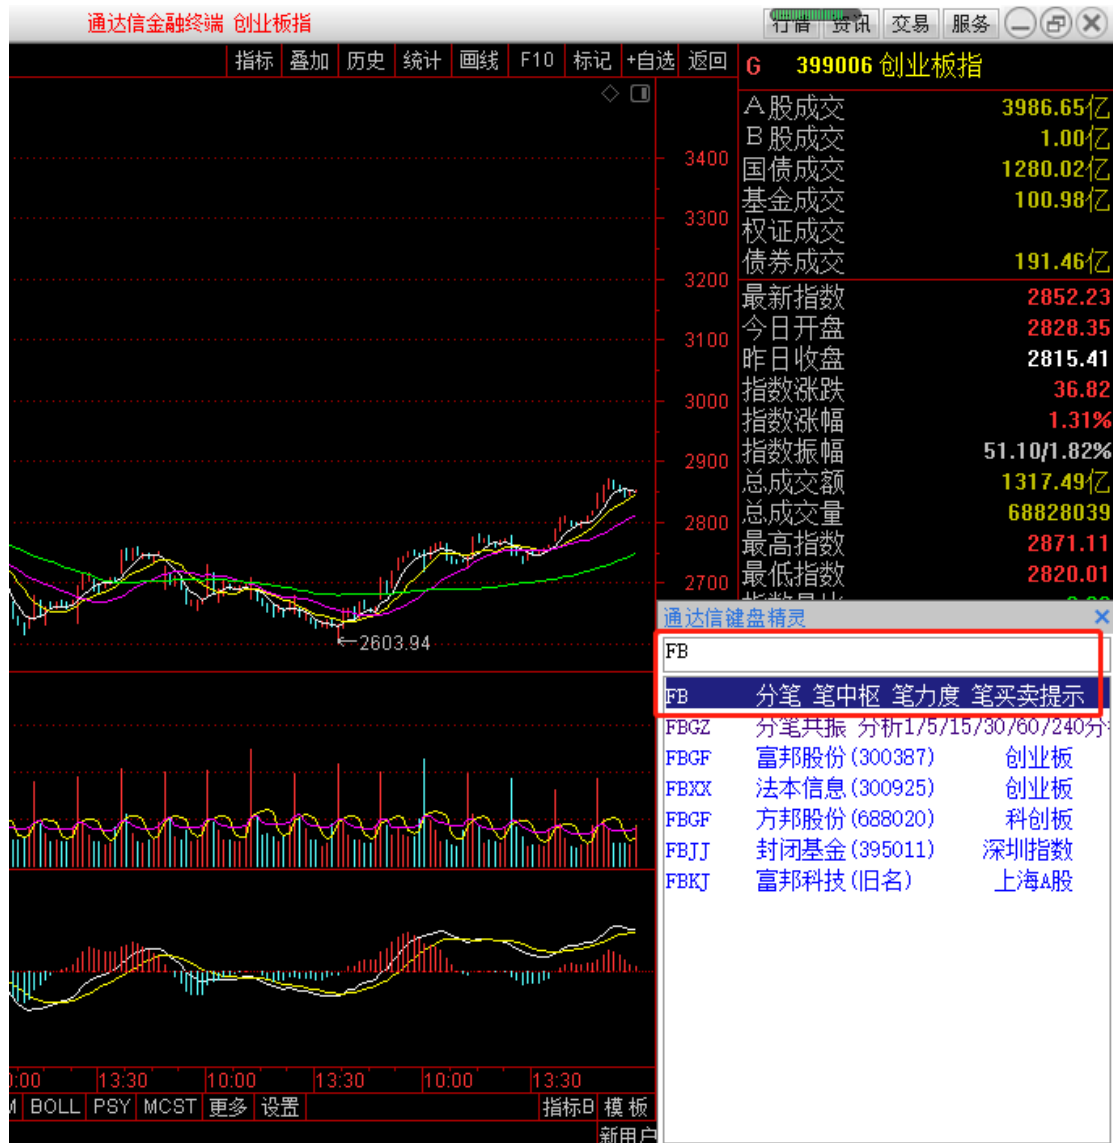 通达信金融终端 创业板指
行情 资讯 交易 服务
指标 叠加 历史 统计 画线 F10 标记 +自选 返回
G 399006 创业板指
A股成交 3986.65亿
B股成交 1.00亿
国债成交 1280.02亿
基金成交 100.98亿
权证成交
债券成交 191.46亿
最新指数 2852.23
今日开盘 2828.35
昨日收盘 2815.41
指数涨跌 36.82
指数涨幅 1.31%
指数振幅 51.10/1.82%
总成交额 1317.49亿
总成交量 68828039
最高指数 2871.11
最低指数 2820.01
3400
3300
3200
3100
3000
2900
2800
2700
←2603.94
通达信键盘精灵
FB
FB 分笔 笔中枢 笔力度 笔买卖提示
FBGZ 分笔共振 分析1/5/15/30/60/240分
FBGF 富邦股份(300387) 创业板
FBXX 法本信息(300925) 创业板
FBGF 方邦股份(688020) 科创板
FBJJ 封闭基金(395011) 深圳指数
FBKJ 富邦科技(旧名) 上海A股
:00 13:30 10:00 13:30 10:00 13:30
BOLL PSY MCST 更多 设置 指标B 模板
新用户